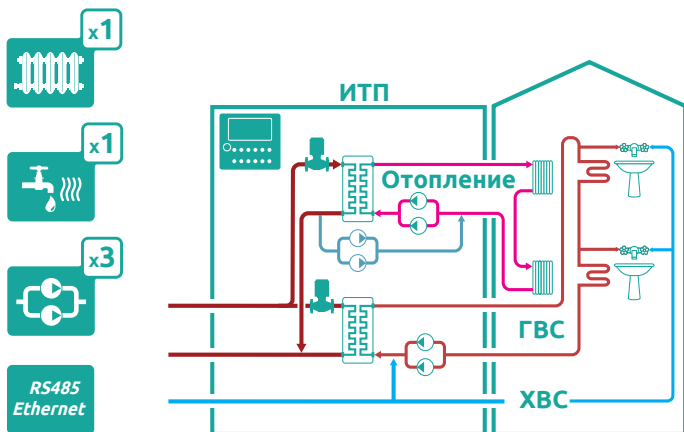 x1
ИТП
x1
Отопление
x3
ГВС
RS485
Ethernet
ХВС